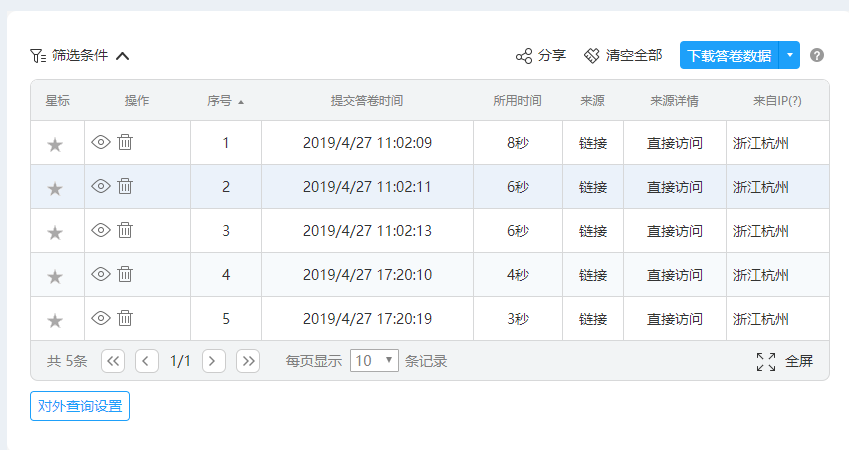 筛选条件 分享 清空全部 下载答卷数据 ?
星标 操作 序号 提交答卷时间 所用时间 来源 来源详情 来自IP(?)
1 2019/4/27 11:02:09 8秒 链接 直接访问 浙江杭州
2 2019/4/27 11:02:11 6秒 链接 直接访问 浙江杭州
3 2019/4/27 11:02:13 6秒 链接 直接访问 浙江杭州
4 2019/4/27 17:20:10 4秒 链接 直接访问 浙江杭州
5 2019/4/27 17:20:19 3秒 链接 直接访问 浙江杭州
共 5条 1/1 每页显示 10 条记录 全屏
对外查询设置